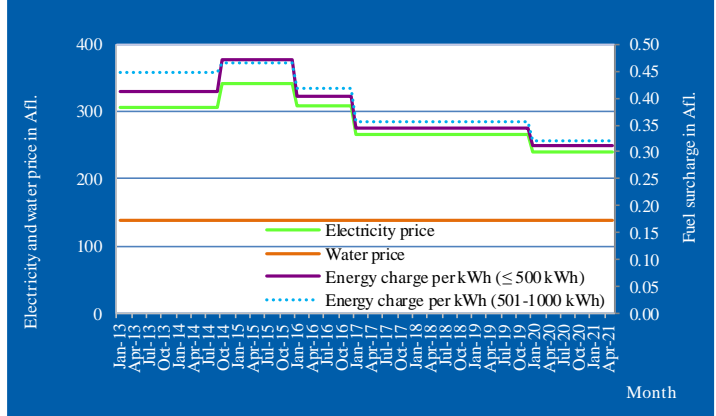 Electricity and water price in Afl.
400
300
200
100
0
0.50
0.45
0.40
0.35
0.30
0.25
0.20
0.15
0.10
0.05
0.00
Fuel surcharge in Afl.
Electricity price
Water price
Energy charge per kWh (≤ 500 kWh)
Energy charge per kWh (501-1000 kWh)
Jan-13
Apr-13
Jul-13
Oct-13
Jan-14
Apr-14
Jul-14
Oct-14
Jan-15
Apr-15
Jul-15
Oct-15
Jan-16
Apr-16
Jul-16
Oct-16
Jan-17
Apr-17
Jul-17
Oct-17
Jan-18
Apr-18
Jul-18
Oct-18
Jan-19
Apr-19
Jul-19
Oct-19
Jan-20
Apr-20
Jul-20
Oct-20
Jan-21
Apr-21
Month